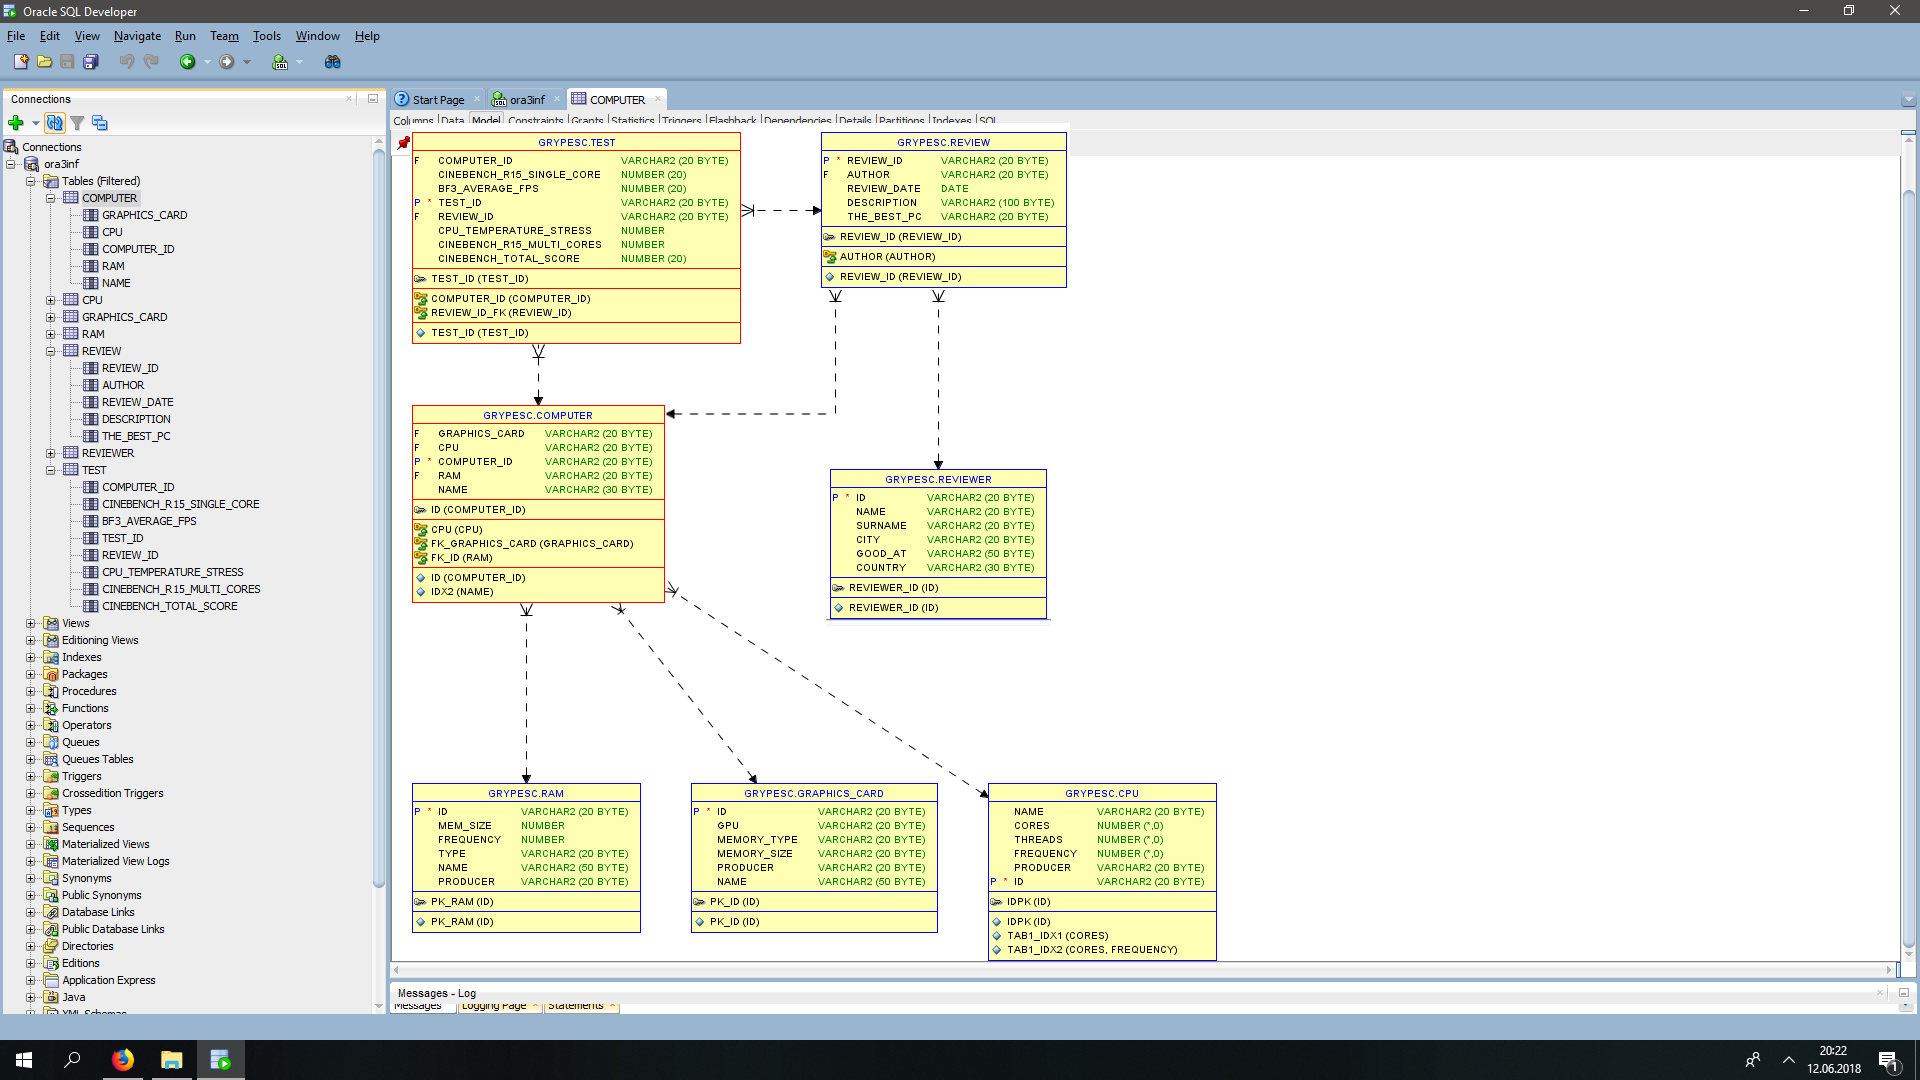 Oracle SQL Developer
File Edit View Navigate Run Team Tools Window Help
Connections
Connections
ora3inf
Tables (Filtered)
COMPUTER
GRAPHICS_CARD
CPU
COMPUTER_ID
RAM
NAME
CPU
GRAPHICS_CARD
RAM
REVIEW
REVIEW_ID
AUTHOR
REVIEW_DATE
DESCRIPTION
THE_BEST_PC
REVIEWER
TEST
COMPUTER_ID
CINEBENCH_R15_SINGLE_CORE
BF3_AVERAGE_FPS
TEST_ID
REVIEW_ID
CPU_TEMPERATURE_STRESS
CINEBENCH_R15_MULTI_CORES
CINEBENCH_TOTAL_SCORE
Views
Editioning Views
Indexes
Packages
Procedures
Functions
Operators
Queues
Queues Tables
Triggers
Crossedition Triggers
Types
Sequences
Materialized Views
Materialized View Logs
Synonyms
Public Synonyms
Database Links
Public Database Links
Directories
Editions
Application Express
Java
XML Schemas
Start Page ora3inf COMPUTER
Columns Data Model Constraints Grants Statistics Triggers Flashback Dependencies Details Partitions Indexes SQL
GRYPESC.TEST
F COMPUTER_ID VARCHAR2 (20 BYTE)
CINEBENCH_R15_SINGLE_CORE NUMBER (20)
BF3_AVERAGE_FPS NUMBER (20)
P * TEST_ID VARCHAR2 (20 BYTE)
F REVIEW_ID VARCHAR2 (20 BYTE)
CPU_TEMPERATURE_STRESS NUMBER
CINEBENCH_R15_MULTI_CORES NUMBER
CINEBENCH_TOTAL_SCORE NUMBER (20)
TEST_ID (TEST_ID)
COMPUTER_ID (COMPUTER_ID)
REVIEW_ID_FK (REVIEW_ID)
TEST_ID (TEST_ID)
GRYPESC.REVIEW
P * REVIEW_ID VARCHAR2 (20 BYTE)
F AUTHOR VARCHAR2 (20 BYTE)
REVIEW_DATE DATE
DESCRIPTION VARCHAR2 (100 BYTE)
THE_BEST_PC VARCHAR2 (20 BYTE)
REVIEW_ID (REVIEW_ID)
AUTHOR (AUTHOR)
REVIEW_ID (REVIEW_ID)
GRYPESC.COMPUTER
F GRAPHICS_CARD VARCHAR2 (20 BYTE)
F CPU VARCHAR2 (20 BYTE)
P * COMPUTER_ID VARCHAR2 (20 BYTE)
F RAM VARCHAR2 (20 BYTE)
NAME VARCHAR2 (30 BYTE)
ID (COMPUTER_ID)
CPU (CPU)
FK_GRAPHICS_CARD (GRAPHICS_CARD)
FK_ID (RAM)
ID (COMPUTER_ID)
IDX2 (NAME)
GRYPESC.REVIEWER
P * ID VARCHAR2 (20 BYTE)
NAME VARCHAR2 (20 BYTE)
SURNAME VARCHAR2 (20 BYTE)
CITY VARCHAR2 (20 BYTE)
GOOD_AT VARCHAR2 (50 BYTE)
COUNTRY VARCHAR2 (30 BYTE)
REVIEWER_ID (ID)
REVIEWER_ID (ID)
GRYPESC.RAM
P * ID VARCHAR2 (20 BYTE)
MEM_SIZE NUMBER
FREQUENCY NUMBER
TYPE VARCHAR2 (20 BYTE)
NAME VARCHAR2 (50 BYTE)
PRODUCER VARCHAR2 (20 BYTE)
PK_RAM (ID)
PK_RAM (ID)
GRYPESC.GRAPHICS_CARD
P * ID VARCHAR2 (20 BYTE)
GPU VARCHAR2 (20 BYTE)
MEMORY_TYPE VARCHAR2 (20 BYTE)
MEMORY_SIZE VARCHAR2 (20 BYTE)
PRODUCER VARCHAR2 (20 BYTE)
NAME VARCHAR2 (50 BYTE)
PK_ID (ID)
PK_ID (ID)
GRYPESC.CPU
NAME VARCHAR2 (20 BYTE)
CORES NUMBER (*,0)
THREADS NUMBER (*,0)
FREQUENCY NUMBER (*,0)
PRODUCER VARCHAR2 (20 BYTE)
P * ID VARCHAR2 (20 BYTE)
IDPK (ID)
IDPK (ID)
TAB1_IDX1 (CORES)
TAB1_IDX2 (CORES, FREQUENCY)
Messages - Log
Messages Logging Page Statements
20:22
12.06.2018
1